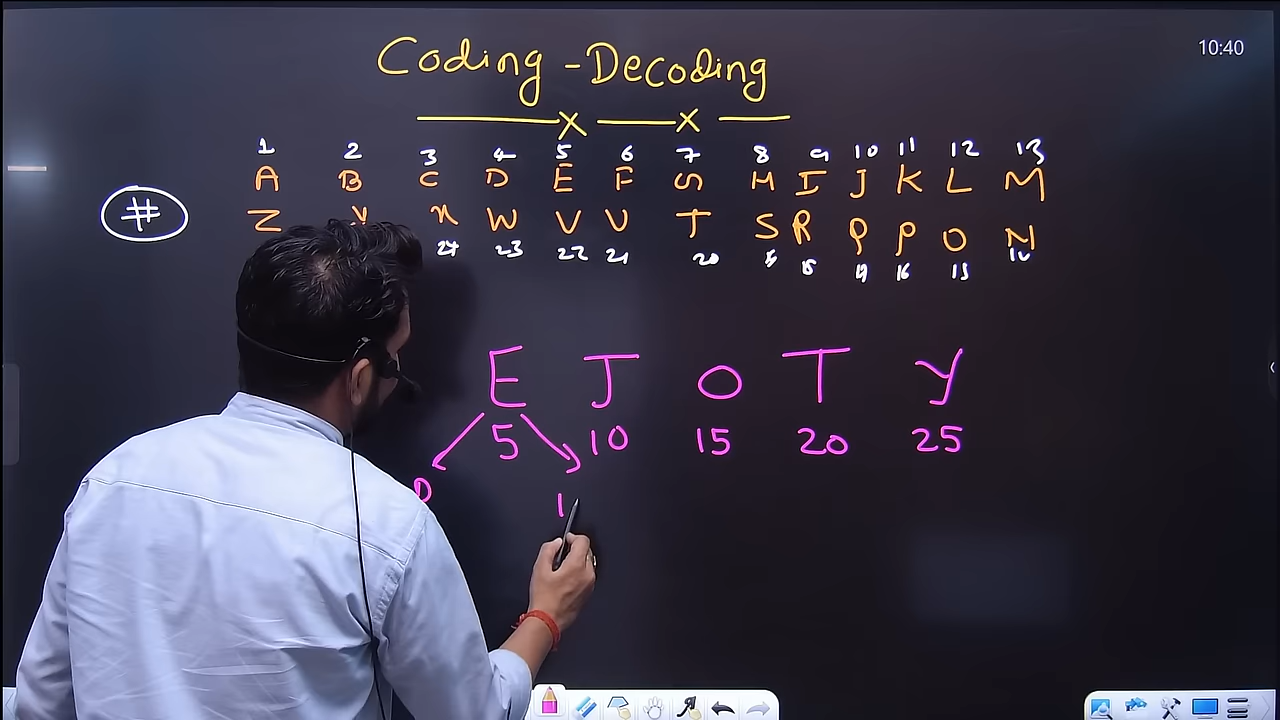 10:40
Coding - Decoding
1 2 3 4 5 6 7 8 9 10 11 12 13
A B C D E F G H I J K L M
Z Y X W V U T S R Q P O N
24 23 22 21 20 18 17 16 15 14
E J O T Y
5 10 15 20 25
D